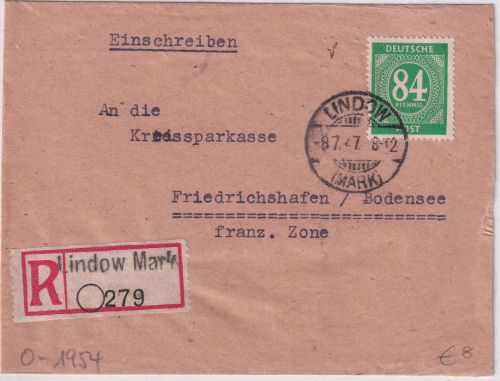 Einschreiben
DEUTSCHE
84
PFENNIG
POST
An die
Kreissparkasse
LINDOW
8.7.47 8-12
(MARK)
Friedrichshafen / Bodensee
franz. Zone
R
Lindow Mark
279
O-1954
€ 8